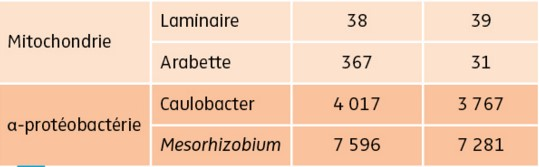 Mitochondrie
Laminaire 38 39
Arabette 367 31
α-protéobactérie
Caulobacter 4 017 3 767
Mesorhizobium 7 596 7 281